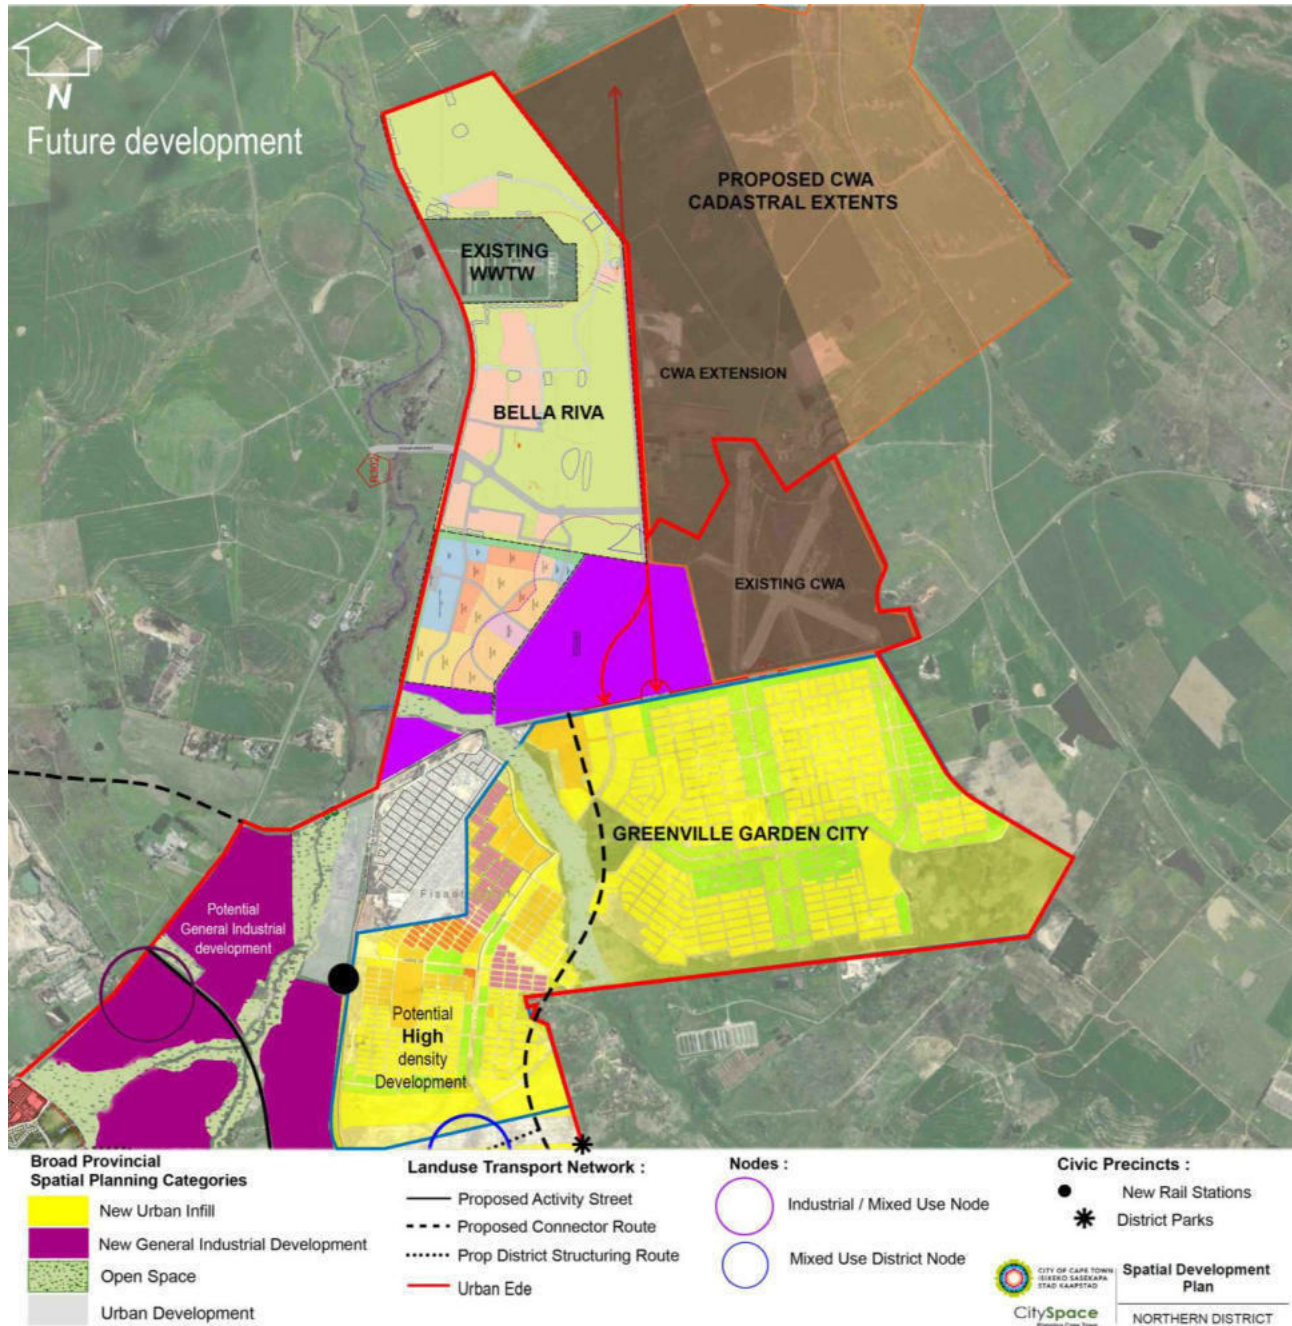 N
Future development
PROPOSED CWA
CADASTRAL EXTENTS
EXISTING
WWTW
CWA EXTENSION
BELLA RIVA
EXISTING CWA
GREENVILLE GARDEN CITY
Potential
General Industrial
development
Potential
High
density
Development
Broad Provincial
Spatial Planning Categories
New Urban Infill
New General Industrial Development
Open Space
Urban Development
Landuse Transport Network :
Proposed Activity Street
Proposed Connector Route
Prop District Structuring Route
Urban Ede
Nodes :
Industrial / Mixed Use Node
Mixed Use District Node
Civic Precincts :
New Rail Stations
District Parks
CITY OF CAPE TOWN
ISIXEKO SASEKAPA
STAD KAAPSTAD
CitySpace
Spatial Development
Plan
NORTHERN DISTRICT